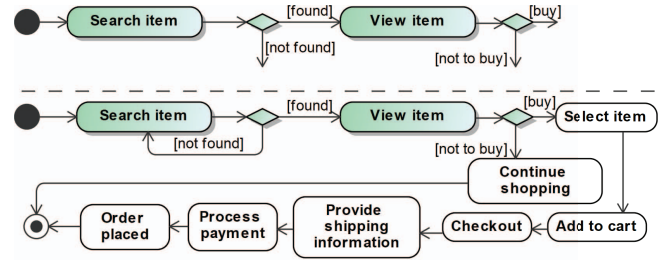 Search item
[found]
View item
[buy]
[not found]
[not to buy]
Search item
[found]
View item
[buy]
Select item
[not found]
[not to buy]
Continue
shopping
Order
placed
Process
payment
Provide
shipping
information
Checkout
Add to cart